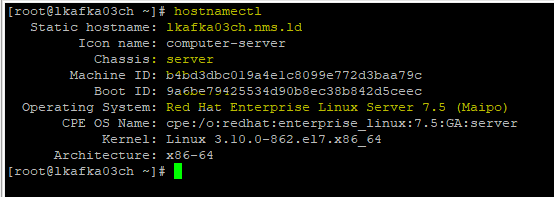 [root@lkafka03ch ~]# hostnamectl
Static hostname: lkafka03ch.nms.ld
Icon name: computer-server
Chassis: server
Machine ID: b4bd3dbc019a4e1c8099e772d3baa79c
Boot ID: 9a6be79425534d90b8ec38b842d5ceec
Operating System: Red Hat Enterprise Linux Server 7.5 (Maipo)
CPE OS Name: cpe:/o:redhat:enterprise_linux:7.5:GA:server
Kernel: Linux 3.10.0-862.el7.x86_64
Architecture: x86-64
[root@lkafka03ch ~]#